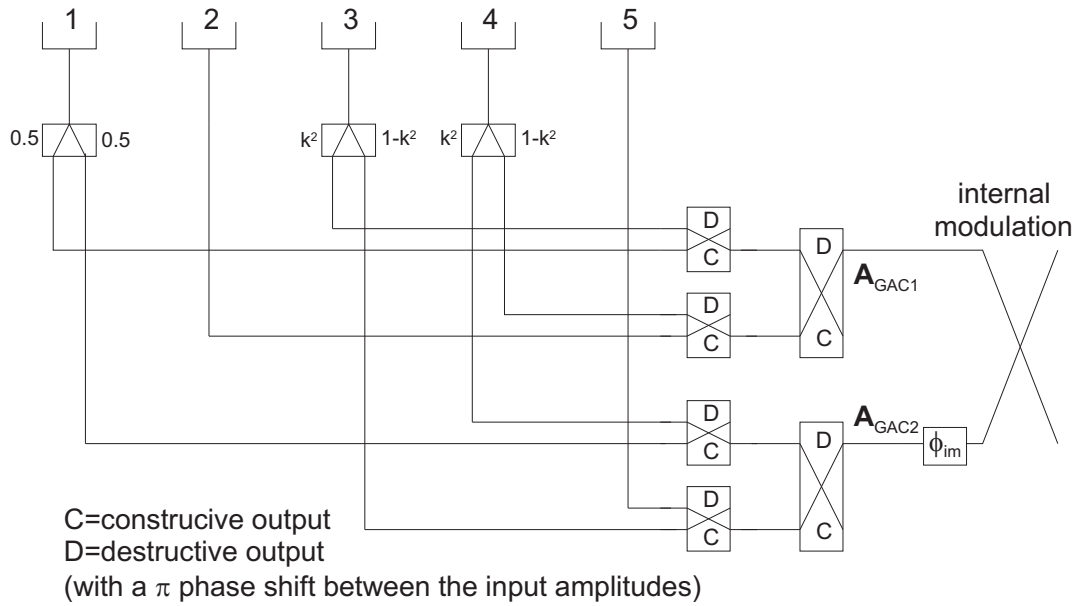 1 2 3 4 5
0.5 0.5 k² 1-k² k² 1-k²
internal
modulation
D
C
D
C
D
C
A_GAC1
D
C
D
C
D
C
A_GAC2
ϕ_im
C=construcive output
D=destructive output
(with a π phase shift between the input amplitudes)